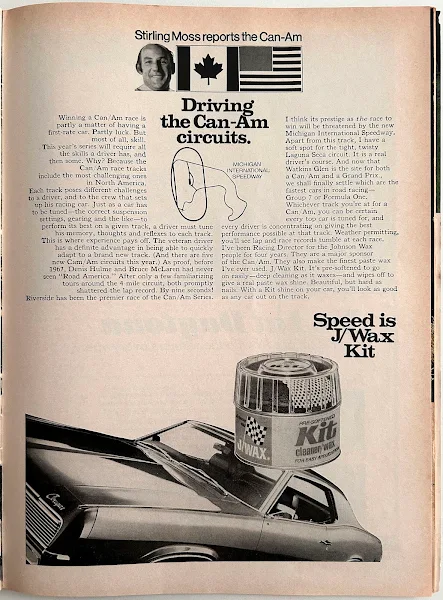 Stirling Moss reports the Can-Am
Driving
the Can-Am
circuits.
Winning a Can/Am race is
partly a matter of having a
first-rate car. Partly luck. But
most of all, skill.
This year's series will require all
the skills a driver has, and
then some. Why? Because the
Can/Am race tracks
include the most challenging ones
in North America.
Each track poses different challenges
to a driver, and to the crew that sets
up his racing car. Just as a car has
to be tuned—the correct suspension
settings, gearing and the like—to
perform its best on a given track, a driver must tune
his memory, thoughts and reflexes to each track.
This is where experience pays off. The veteran driver
has a definite advantage in being able to quickly
adapt to a brand new track. (And there are five
new Cam/Am circuits this year.) As proof, before
1967, Denis Hulme and Bruce McLaren had never
seen "Road America." After only a few familiarizing
tours around the 4-mile circuit, both promptly
shattered the lap record. By nine seconds!
Riverside has been the premier race of the Can/Am Series.
MICHIGAN
INTERNATIONAL
SPEEDWAY
I think its prestige as the race to
win will be threatened by the new
Michigan International Speedway.
Apart from this track, I have a
soft spot for the tight, twisty
Laguna Seca circuit. It is a real
driver's course. And now that
Watkins Glen is the site for both
a Can/Am and a Grand Prix,
we shall finally settle which are the
fastest cars in road racing—
Group 7 or Formula One.
Whichever track you're at for a
Can/Am, you can be certain
every top car is tuned for, and
every driver is concentrating on giving the best
performance possible at that track. Weather permitting,
you'll see lap and race records tumble at each race.
I've been Racing Director for the Johnson Wax
people for four years. They are a major sponsor
of the Can/Am. They also make the finest paste wax
I've ever used. J/Wax Kit. It's pre-softened to go
on easily—deep cleaning as it waxes—and wipes off to
give a real paste wax shine. Beautiful, but hard as
nails. With a Kit shine on your car, you'll look as good
as any car out on the track.
Speed is
J/Wax
Kit
J/WAX.
PRE-SOFTENED
Kit
cleaner/wax
Cougar